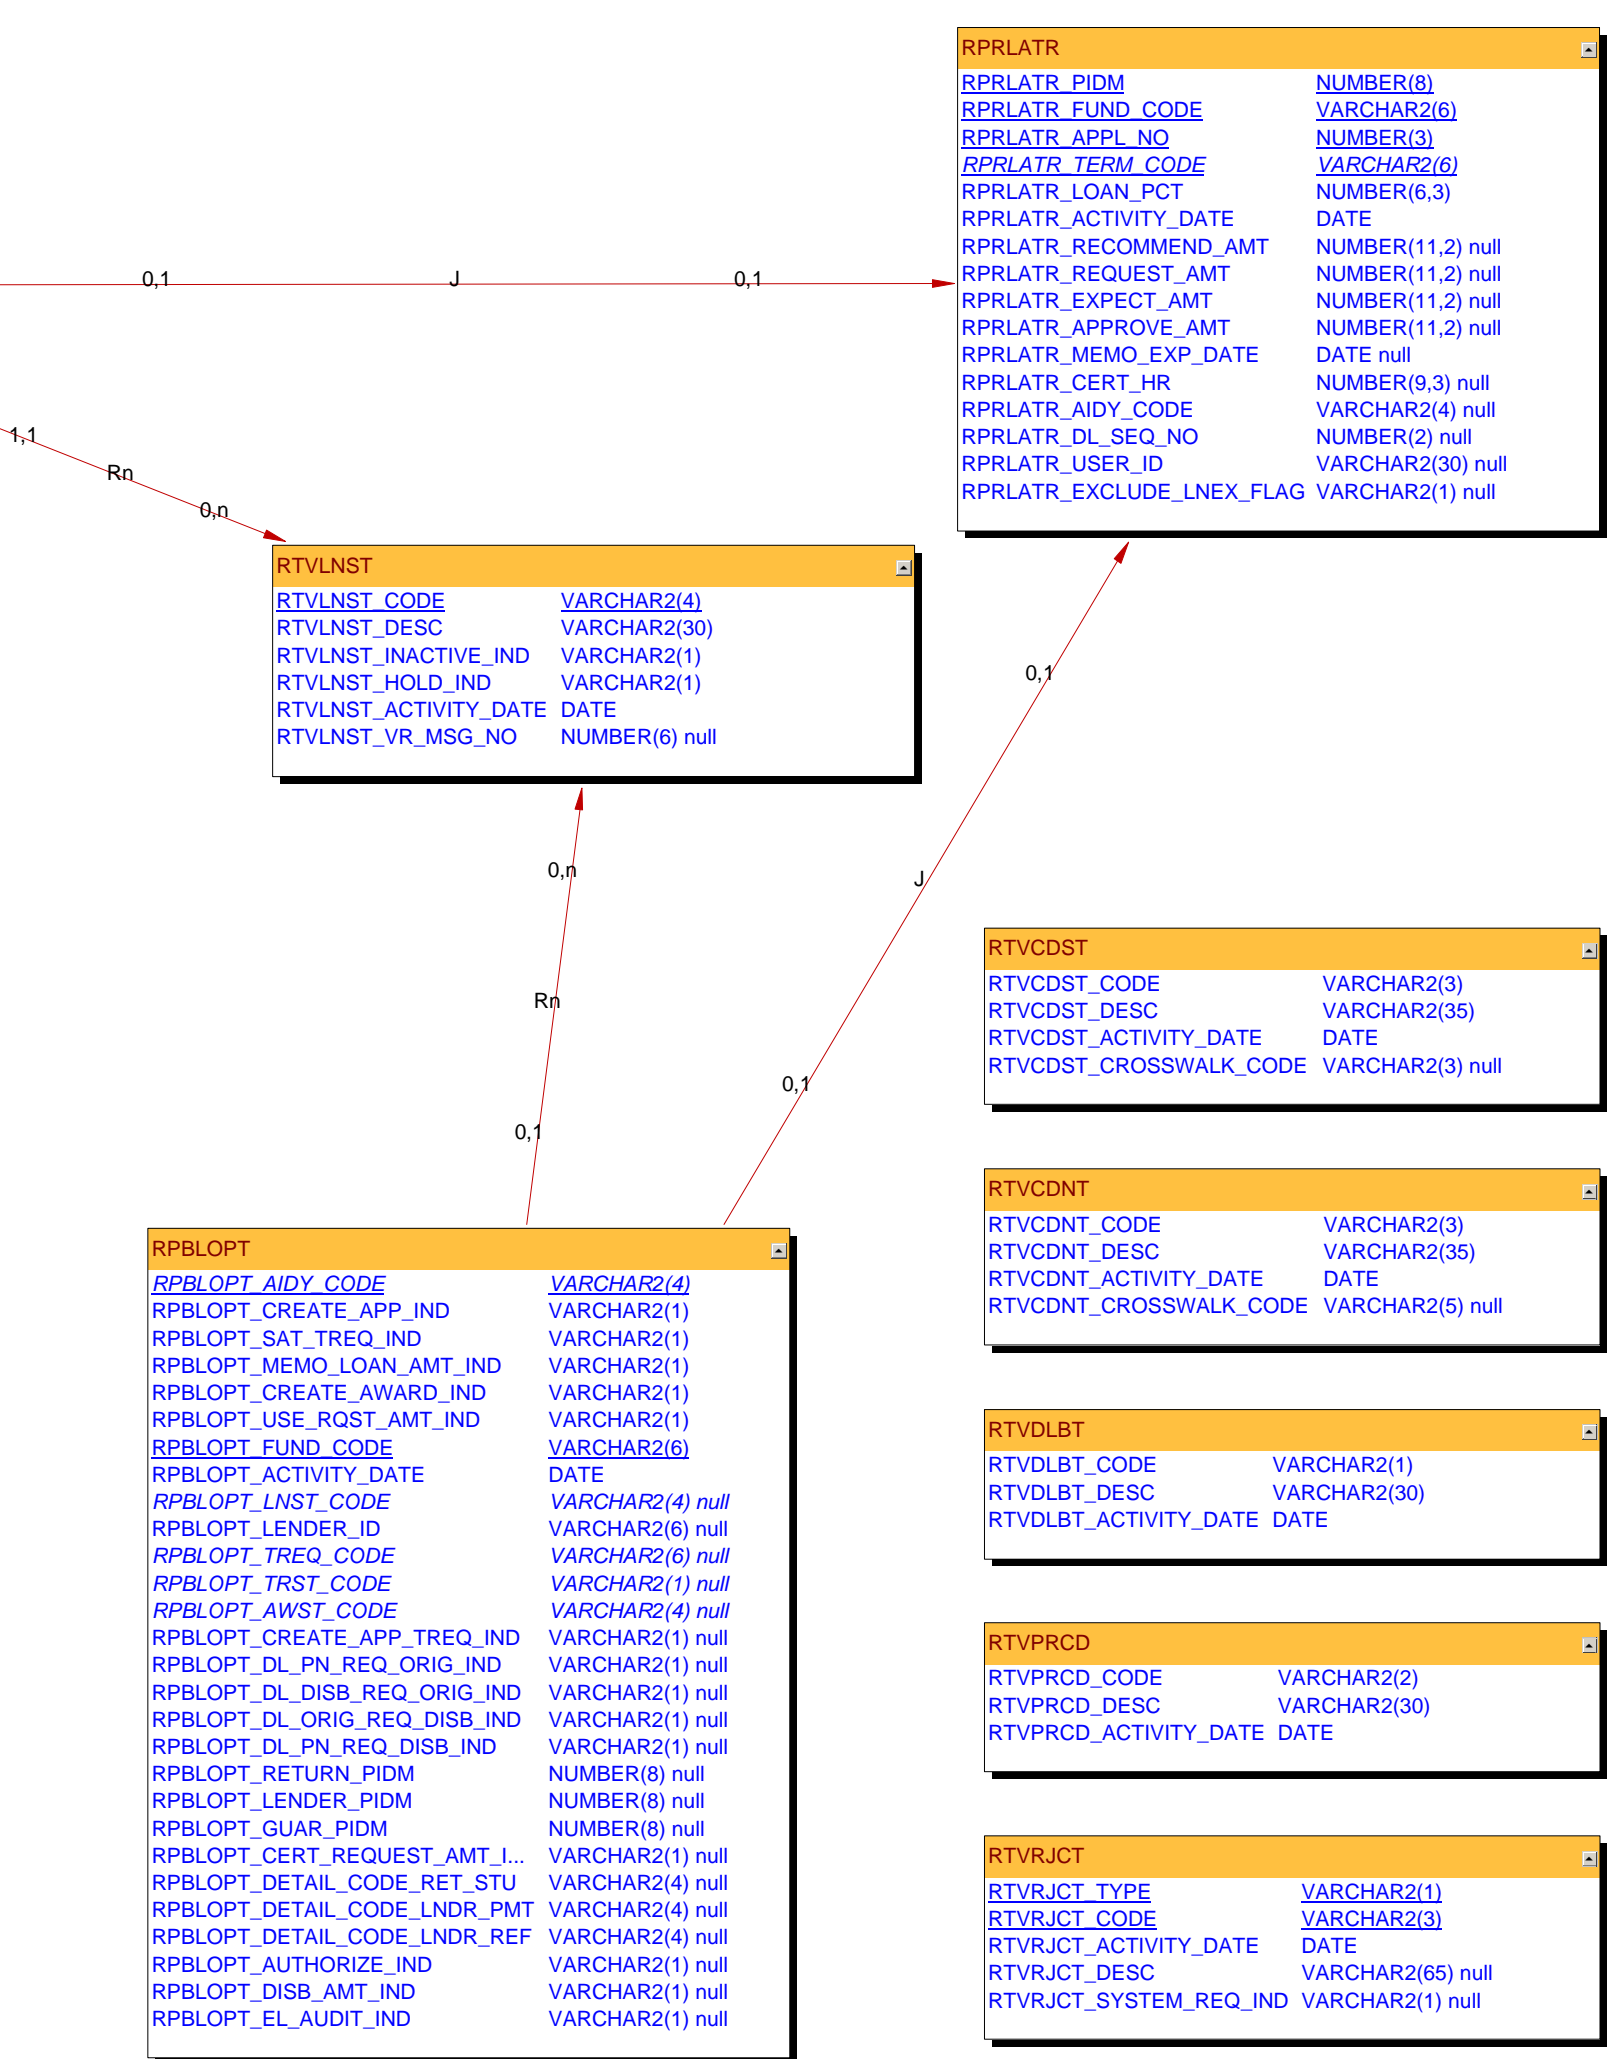 RPRLATR
RPRLATR_PIDM NUMBER(8)
RPRLATR_FUND_CODE VARCHAR2(6)
RPRLATR_APPL_NO NUMBER(3)
RPRLATR_TERM_CODE VARCHAR2(6)
RPRLATR_LOAN_PCT NUMBER(6,3)
RPRLATR_ACTIVITY_DATE DATE
RPRLATR_RECOMMEND_AMT NUMBER(11,2) null
RPRLATR_REQUEST_AMT NUMBER(11,2) null
RPRLATR_EXPECT_AMT NUMBER(11,2) null
RPRLATR_APPROVE_AMT NUMBER(11,2) null
RPRLATR_MEMO_EXP_DATE DATE null
RPRLATR_CERT_HR NUMBER(9,3) null
RPRLATR_AIDY_CODE VARCHAR2(4) null
RPRLATR_DL_SEQ_NO NUMBER(2) null
RPRLATR_USER_ID VARCHAR2(30) null
RPRLATR_EXCLUDE_LNEX_FLAG VARCHAR2(1) null
0,1 J 0,1
1,1
Rn
0,n
RTVLNST
RTVLNST_CODE VARCHAR2(4)
RTVLNST_DESC VARCHAR2(30)
RTVLNST_INACTIVE_IND VARCHAR2(1)
RTVLNST_HOLD_IND VARCHAR2(1)
RTVLNST_ACTIVITY_DATE DATE
RTVLNST_VR_MSG_NO NUMBER(6) null
0,1
0,n
J
Rn
0,1
0,1
RTVCDST
RTVCDST_CODE VARCHAR2(3)
RTVCDST_DESC VARCHAR2(35)
RTVCDST_ACTIVITY_DATE DATE
RTVCDST_CROSSWALK_CODE VARCHAR2(3) null
RTVCDNT
RTVCDNT_CODE VARCHAR2(3)
RTVCDNT_DESC VARCHAR2(35)
RTVCDNT_ACTIVITY_DATE DATE
RTVCDNT_CROSSWALK_CODE VARCHAR2(5) null
RPBLOPT
RPBLOPT_AIDY_CODE VARCHAR2(4)
RPBLOPT_CREATE_APP_IND VARCHAR2(1)
RPBLOPT_SAT_TREQ_IND VARCHAR2(1)
RPBLOPT_MEMO_LOAN_AMT_IND VARCHAR2(1)
RPBLOPT_CREATE_AWARD_IND VARCHAR2(1)
RPBLOPT_USE_RQST_AMT_IND VARCHAR2(1)
RPBLOPT_FUND_CODE VARCHAR2(6)
RPBLOPT_ACTIVITY_DATE DATE
RPBLOPT_LNST_CODE VARCHAR2(4) null
RPBLOPT_LENDER_ID VARCHAR2(6) null
RPBLOPT_TREQ_CODE VARCHAR2(6) null
RPBLOPT_TRST_CODE VARCHAR2(1) null
RPBLOPT_AWST_CODE VARCHAR2(4) null
RPBLOPT_CREATE_APP_TREQ_IND VARCHAR2(1) null
RPBLOPT_DL_PN_REQ_ORIG_IND VARCHAR2(1) null
RPBLOPT_DL_DISB_REQ_ORIG_IND VARCHAR2(1) null
RPBLOPT_DL_ORIG_REQ_DISB_IND VARCHAR2(1) null
RPBLOPT_DL_PN_REQ_DISB_IND VARCHAR2(1) null
RPBLOPT_RETURN_PIDM NUMBER(8) null
RPBLOPT_LENDER_PIDM NUMBER(8) null
RPBLOPT_GUAR_PIDM NUMBER(8) null
RPBLOPT_CERT_REQUEST_AMT_I... VARCHAR2(1) null
RPBLOPT_DETAIL_CODE_RET_STU VARCHAR2(4) null
RPBLOPT_DETAIL_CODE_LNDR_PMT VARCHAR2(4) null
RPBLOPT_DETAIL_CODE_LNDR_REF VARCHAR2(4) null
RPBLOPT_AUTHORIZE_IND VARCHAR2(1) null
RPBLOPT_DISB_AMT_IND VARCHAR2(1) null
RPBLOPT_EL_AUDIT_IND VARCHAR2(1) null
RTVDLBT
RTVDLBT_CODE VARCHAR2(1)
RTVDLBT_DESC VARCHAR2(30)
RTVDLBT_ACTIVITY_DATE DATE
RTVPRCD
RTVPRCD_CODE VARCHAR2(2)
RTVPRCD_DESC VARCHAR2(30)
RTVPRCD_ACTIVITY_DATE DATE
RTVRJCT
RTVRJCT_TYPE VARCHAR2(1)
RTVRJCT_CODE VARCHAR2(3)
RTVRJCT_ACTIVITY_DATE DATE
RTVRJCT_DESC VARCHAR2(65) null
RTVRJCT_SYSTEM_REQ_IND VARCHAR2(1) null